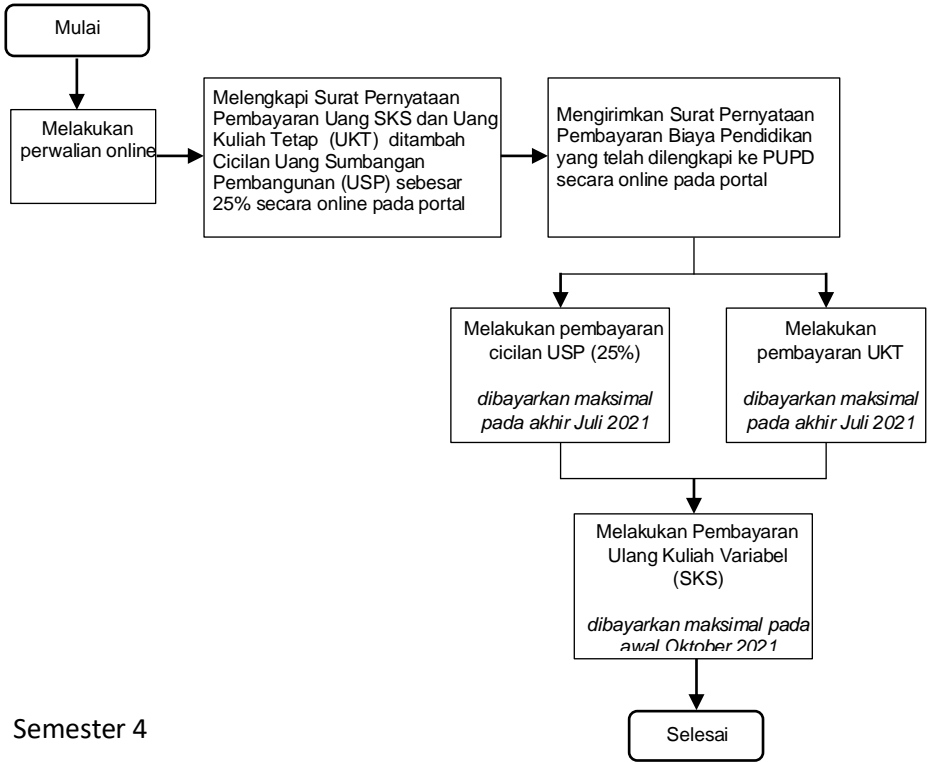 Mulai
Melakukan
perwalian online
Melengkapi Surat Pernyataan
Pembayaran Uang SKS dan Uang
Kuliah Tetap (UKT) ditambah
Cicilan Uang Sumbangan
Pembangunan (USP) sebesar
25% secara online pada portal
Mengirimkan Surat Pernyataan
Pembayaran Biaya Pendidikan
yang telah dilengkapi ke PUPD
secara online pada portal
Melakukan pembayaran
cicilan USP (25%)
dibayarkan maksimal
pada akhir Juli 2021
Melakukan
pembayaran UKT
dibayarkan maksimal
pada akhir Juli 2021
Melakukan Pembayaran
Ulang Kuliah Variabel
(SKS)
dibayarkan maksimal pada
awal Oktober 2021
Selesai
Semester 4